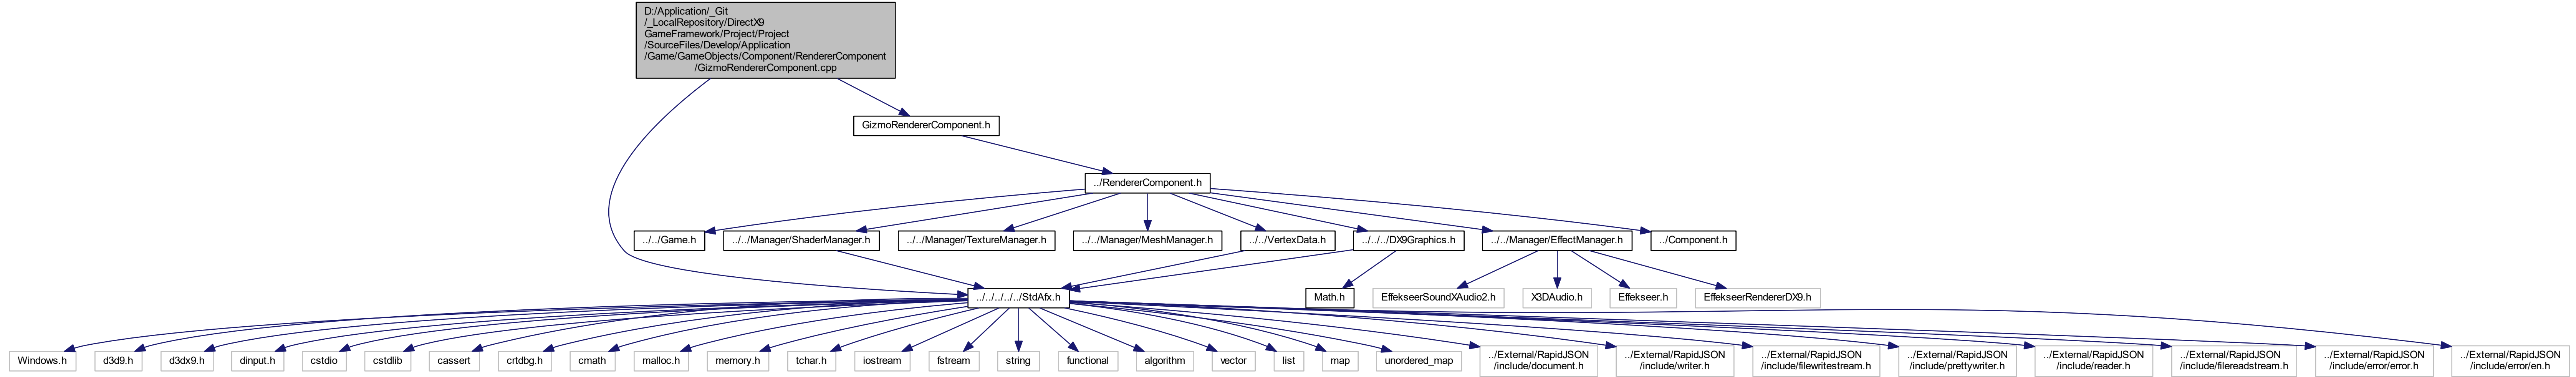 D:/Application/_Git
/_LocalRepository/DirectX9
GameFramework/Project/Project
/SourceFiles/Develop/Application
/Game/GameObjects/Component/RendererComponent
/GizmoRendererComponent.cpp
GizmoRendererComponent.h
../RendererComponent.h
../../Game.h
../../Manager/ShaderManager.h
../../Manager/TextureManager.h
../../Manager/MeshManager.h
../../VertexData.h
../../../DX9Graphics.h
../../Manager/EffectManager.h
../Component.h
../../../../../StdAfx.h
Math.h
EffekseerSoundXAudio2.h
X3DAudio.h
Effekseer.h
EffekseerRendererDX9.h
Windows.h
d3d9.h
d3dx9.h
dinput.h
cstdio
cstdlib
cassert
crtdbg.h
cmath
malloc.h
memory.h
tchar.h
iostream
fstream
string
functional
algorithm
vector
list
map
unordered_map
../External/RapidJSON
/include/document.h
../External/RapidJSON
/include/writer.h
../External/RapidJSON
/include/filewritestream.h
../External/RapidJSON
/include/prettywriter.h
../External/RapidJSON
/include/reader.h
../External/RapidJSON
/include/filereadstream.h
../External/RapidJSON
/include/error/error.h
../External/RapidJSON
/include/error/en.h